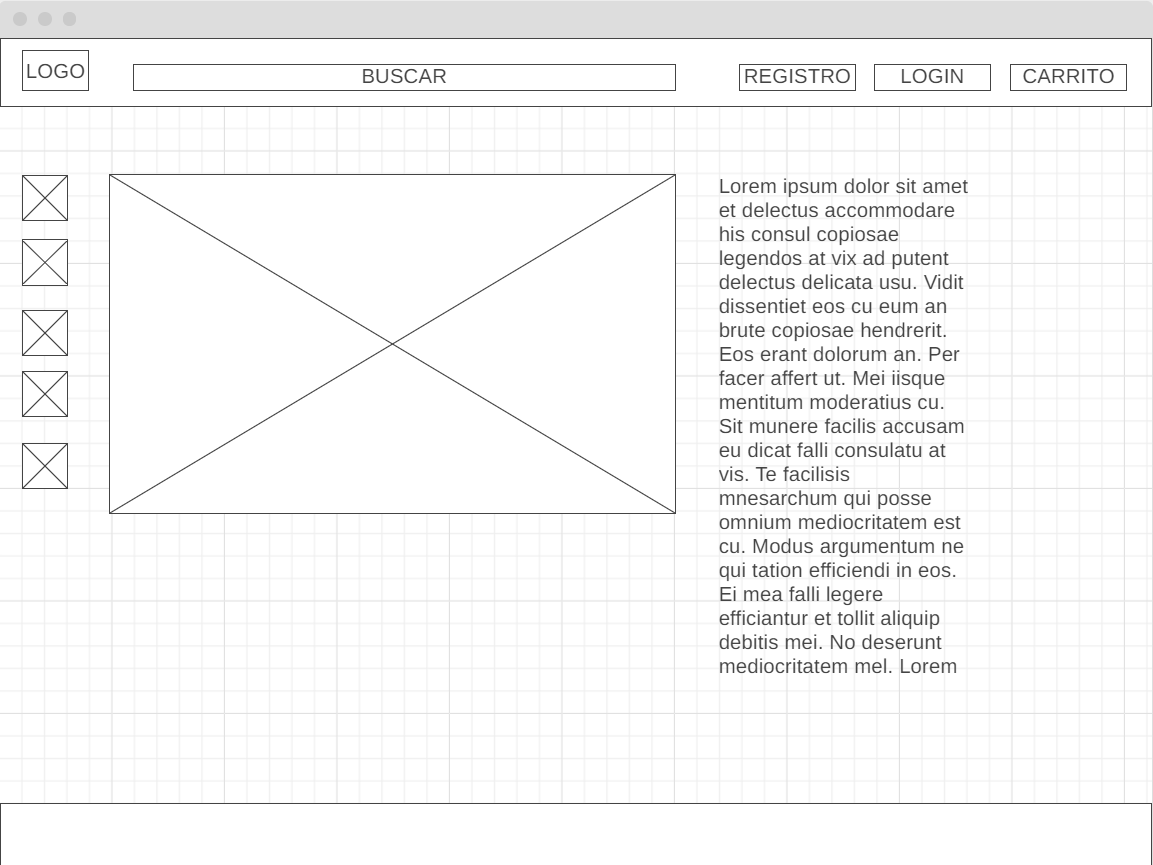 LOGO
BUSCAR
REGISTRO
LOGIN
CARRITO
Lorem ipsum dolor sit amet
et delectus accommodare
his consul copiosae
legendos at vix ad putent
delectus delicata usu. Vidit
dissentiet eos cu eum an
brute copiosae hendrerit.
Eos erant dolorum an. Per
facer affert ut. Mei iisque
mentitum moderatius cu.
Sit munere facilis accusam
eu dicat falli consulatu at
vis. Te facilisis
mnesarchum qui posse
omnium mediocritatem est
cu. Modus argumentum ne
qui tation efficiendi in eos.
Ei mea falli legere
efficiantur et tollit aliquip
debitis mei. No deserunt
mediocritatem mel. Lorem